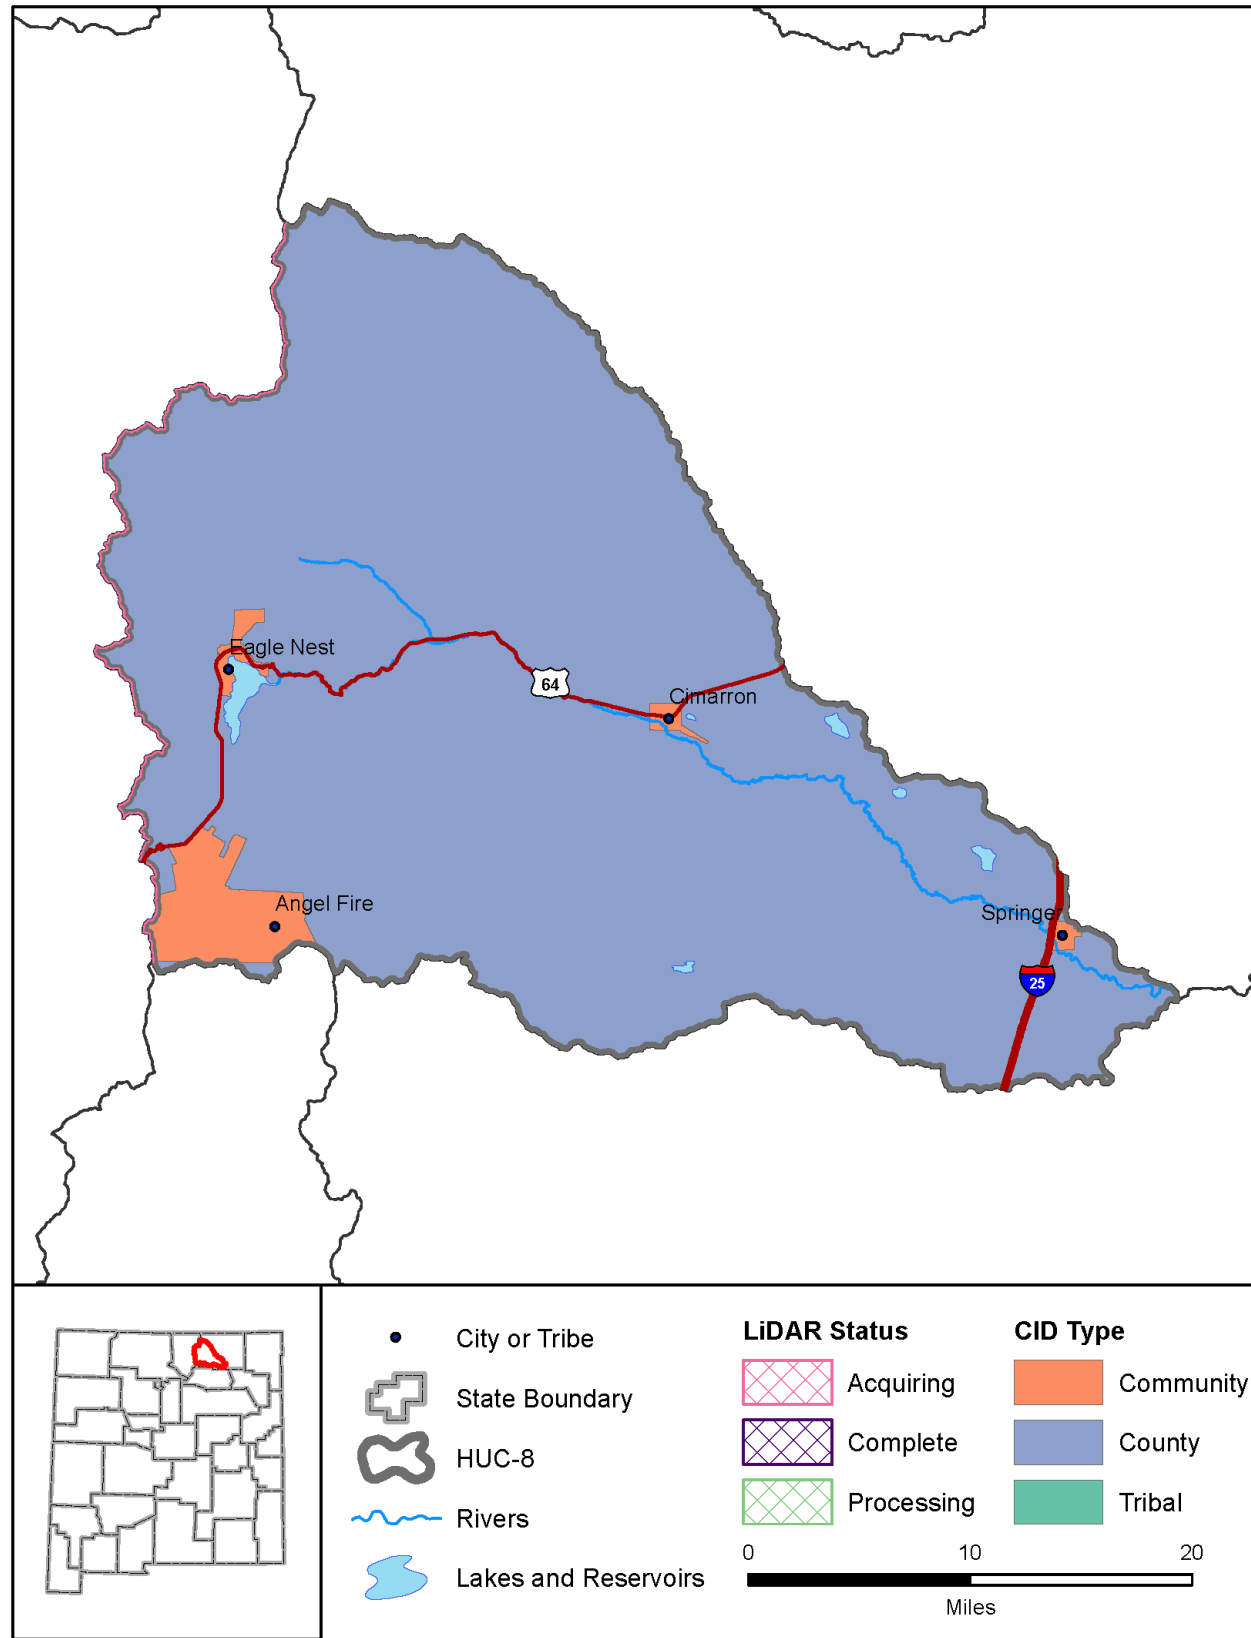 Eagle Nest
64
Cimarron
Angel Fire
Springer
25
City or Tribe
State Boundary
HUC-8
Rivers
Lakes and Reservoirs
LiDAR Status
Acquiring
Complete
Processing
CID Type
Community
County
Tribal
0 10 20
Miles